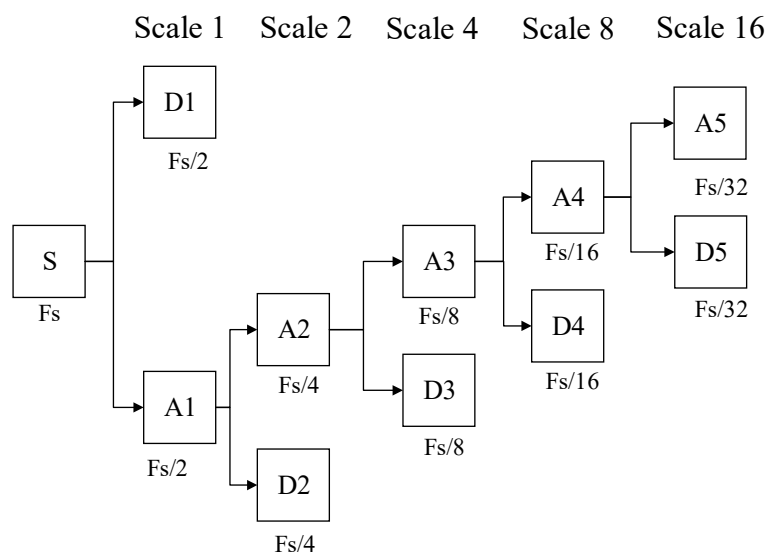 Scale 1
Scale 2
Scale 4
Scale 8
Scale 16
D1
Fs/2
A5
Fs/32
A4
Fs/16
S
Fs
A3
Fs/8
D5
Fs/32
A2
Fs/4
D4
Fs/16
A1
Fs/2
D3
Fs/8
D2
Fs/4